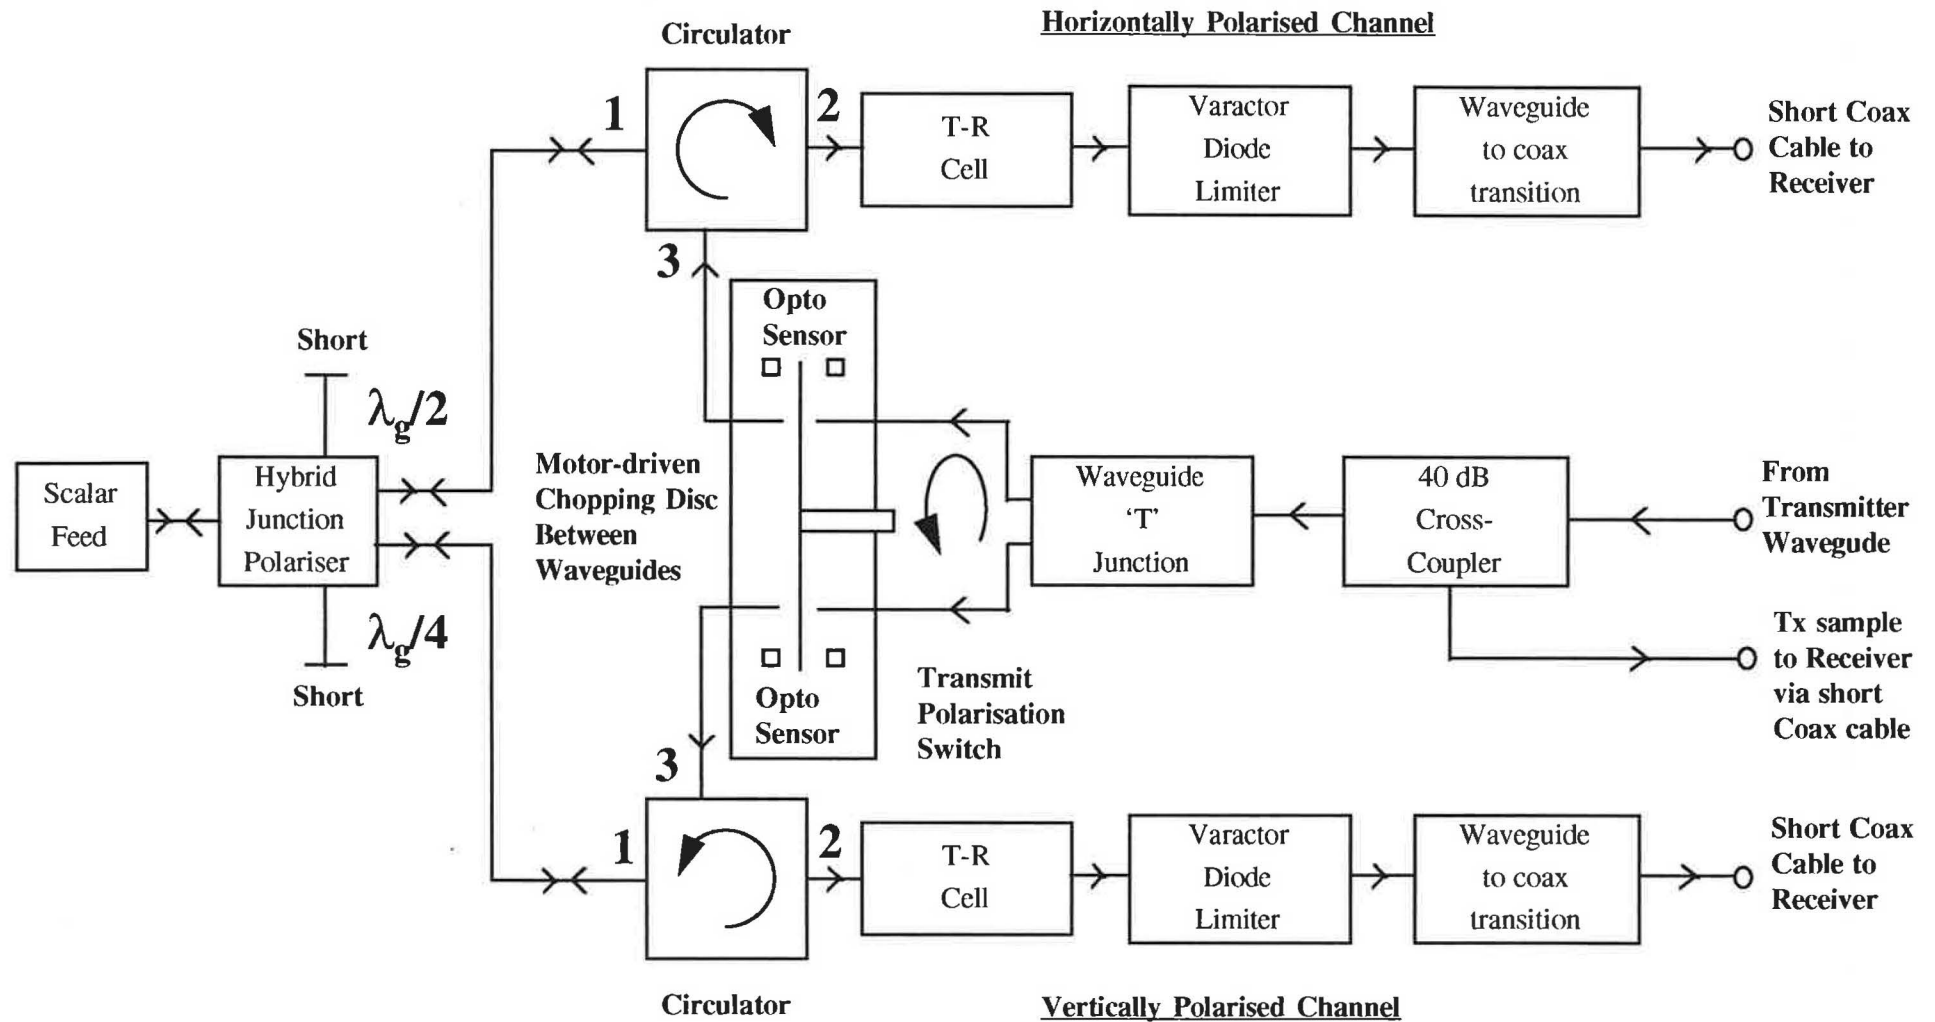 Horizontally Polarised Channel
Circulator
1
2
3
T-R
Cell
Varactor
Diode
Limiter
Waveguide
to coax
transition
Short Coax
Cable to
Receiver
Opto
Sensor
Short
λg/2
Scalar
Feed
Hybrid
Junction
Polariser
λg/4
Short
Motor-driven
Chopping Disc
Between
Waveguides
Waveguide
‘T’
Junction
40 dB
Cross-
Coupler
From
Transmitter
Wavegude
Tx sample
to Receiver
via short
Coax cable
Transmit
Polarisation
Switch
Opto
Sensor
3
1
2
T-R
Cell
Varactor
Diode
Limiter
Waveguide
to coax
transition
Short Coax
Cable to
Receiver
Circulator
Vertically Polarised Channel